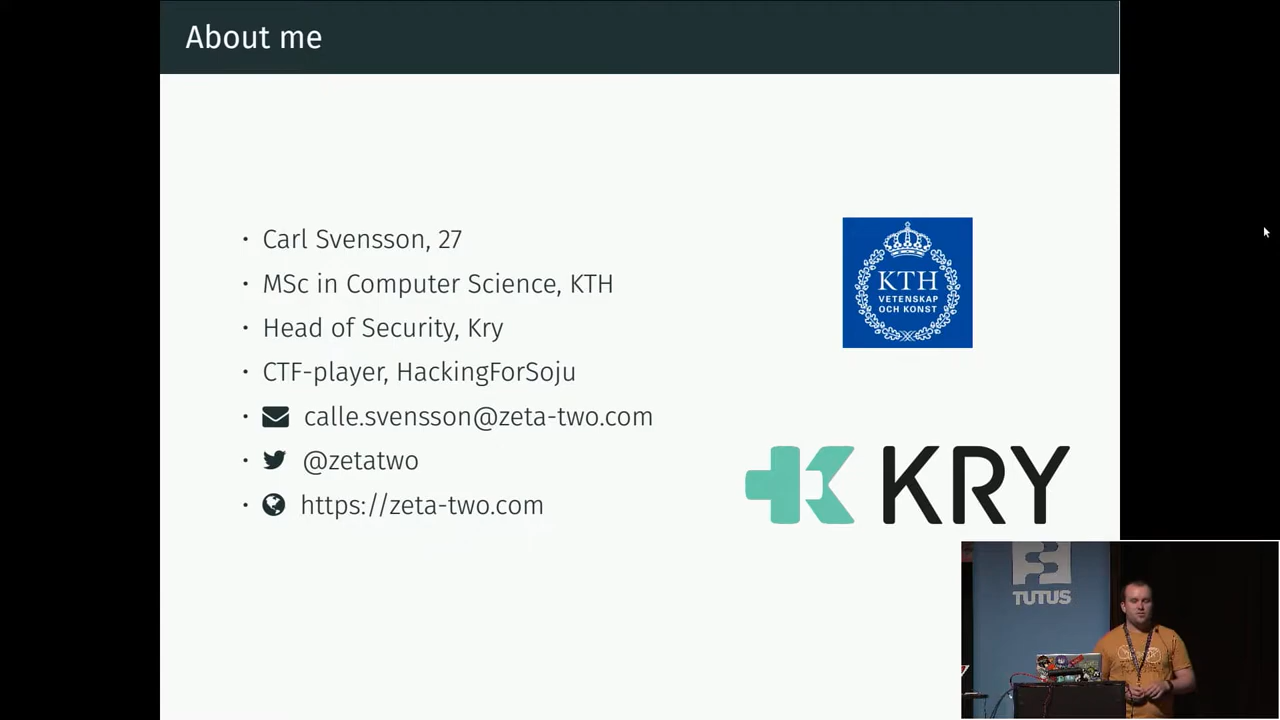 About me
• Carl Svensson, 27
• MSc in Computer Science, KTH
• Head of Security, Kry
• CTF-player, HackingForSoju
• calle.svensson@zeta-two.com
• @zetatwo
• https://zeta-two.com
KTH
VETENSKAP
OCH KONST
KRY
TUTUS